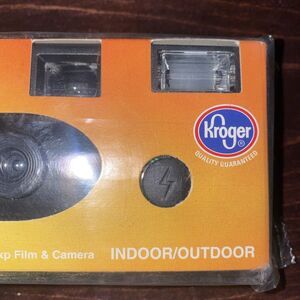 Kroger
QUALITY GUARANTEED
xp Film & Camera
INDOOR/OUTDOOR